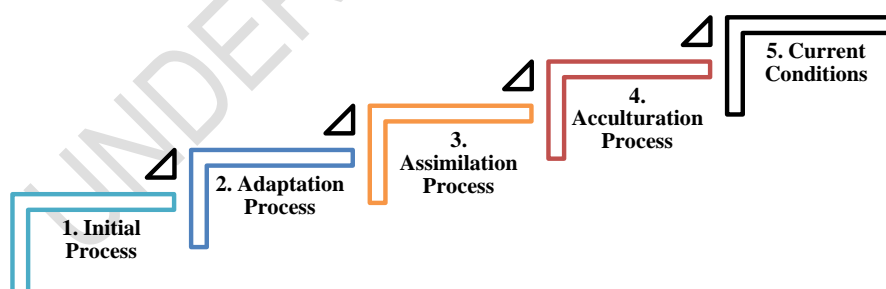 1. Initial
Process
2. Adaptation
Process
3.
Assimilation
Process
4.
Acculturation
Process
5. Current
Conditions